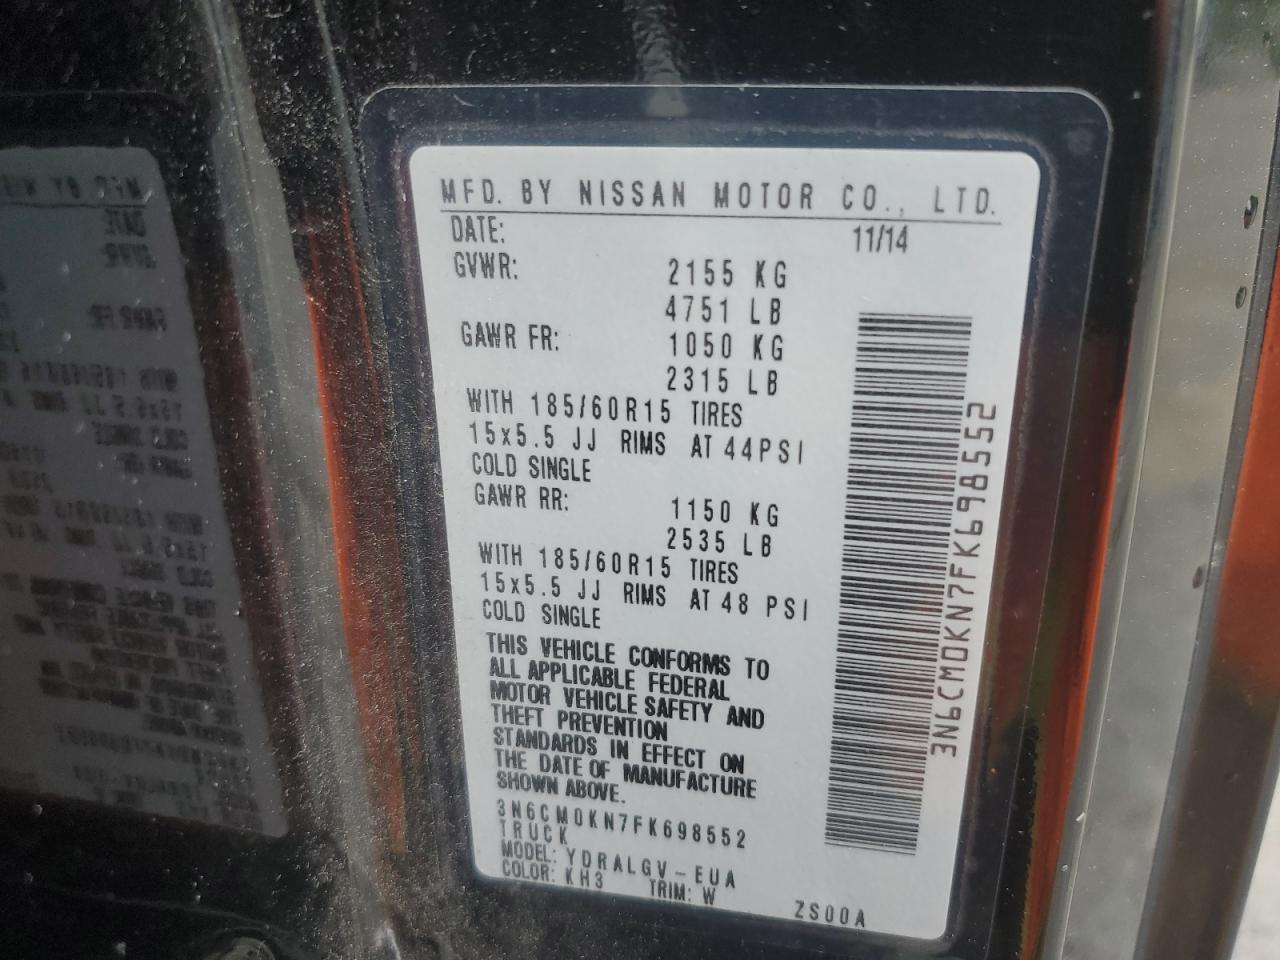 MFD. BY NISSAN MOTOR CO., LTD.
DATE: 11/14
GVWR: 2155 KG
4751 LB
GAWR FR: 1050 KG
2315 LB
WITH 185/60R15 TIRES
15x5.5 JJ RIMS AT 44PSI
COLD SINGLE
GAWR RR: 1150 KG
2535 LB
WITH 185/60R15 TIRES
15x5.5 JJ RIMS AT 48 PSI
COLD SINGLE
THIS VEHICLE CONFORMS TO
ALL APPLICABLE FEDERAL
MOTOR VEHICLE SAFETY AND
THEFT PREVENTION
STANDARDS IN EFFECT ON
THE DATE OF MANUFACTURE
SHOWN ABOVE.
3N6CM0KN7FK698552
TRUCK
MODEL: YDRALGV-EUA
COLOR: KH3 TRIM: W
ZS00A
3N6CM0KN7FK698552